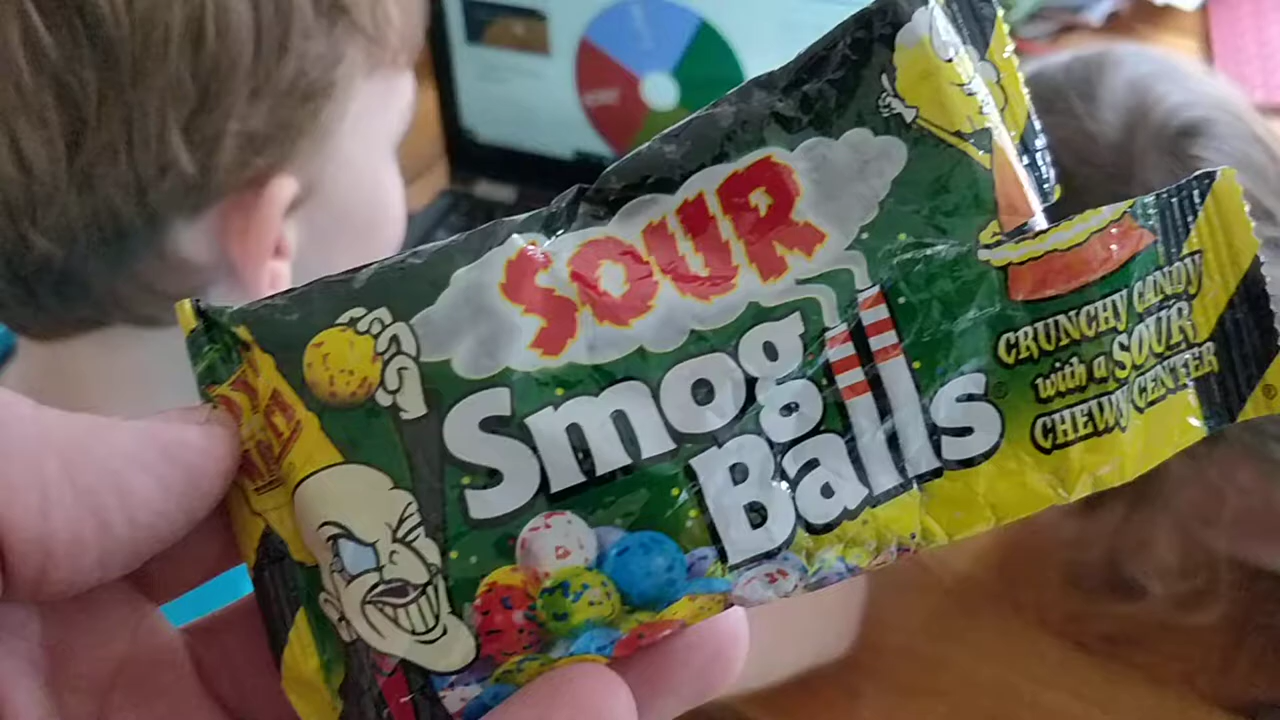 SOUR
Smog
Balls®
CRUNCHY CANDY
with a SOUR
CHEWY CENTER